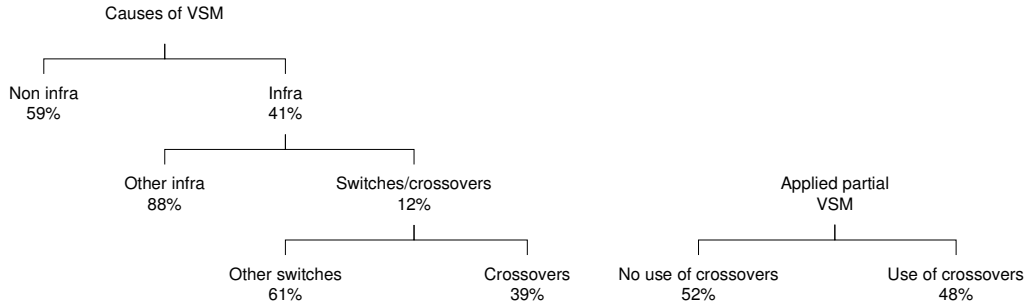 Causes of VSM
Non infra
59%
Infra
41%
Other infra
88%
Switches/crossovers
12%
Other switches
61%
Crossovers
39%
Applied partial
VSM
No use of crossovers
52%
Use of crossovers
48%